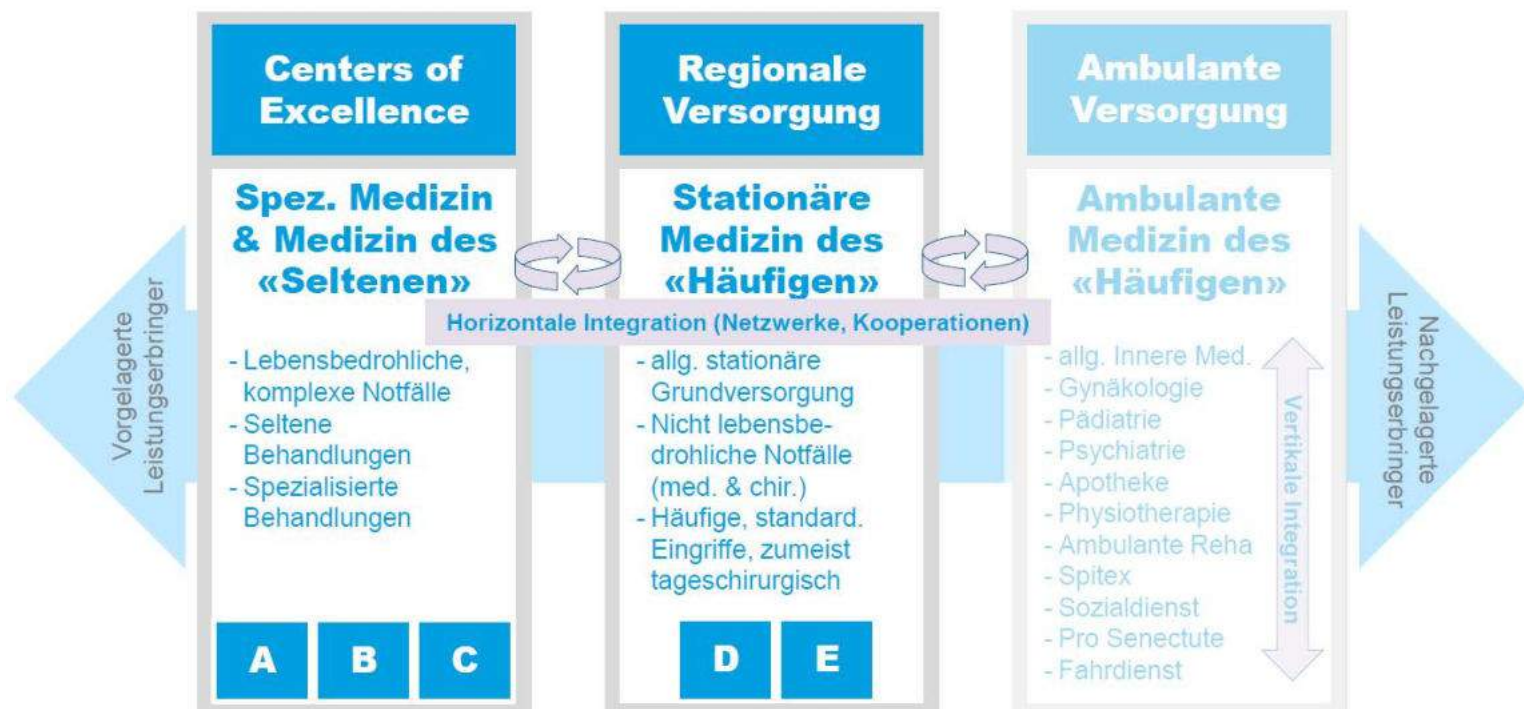 Centers of
Excellence
Spez. Medizin
& Medizin des
«Seltenen»
- Lebensbedrohliche,
komplexe Notfälle
- Seltene
Behandlungen
- Spezialisierte
Behandlungen
A B C
Regionale
Versorgung
Stationäre
Medizin des
«Häufigen»
- allg. stationäre
Grundversorgung
- Nicht lebensbe-
drohliche Notfälle
(med. & chir.)
- Häufige, standard.
Eingriffe, zumeist
tageschirurgisch
D E
Ambulante
Versorgung
Ambulante
Medizin des
«Häufigen»
- allg. Innere Med.
- Gynäkologie
- Pädiatrie
- Psychiatrie
- Apotheke
- Physiotherapie
- Ambulante Reha
- Spitex
- Sozialdienst
- Pro Senectute
- Fahrdienst
Horizontale Integration (Netzwerke, Kooperationen)
Vertikale Integration
Vorgelagerte
Leistungserbringer
Nachgelagerte
Leistungserbringer